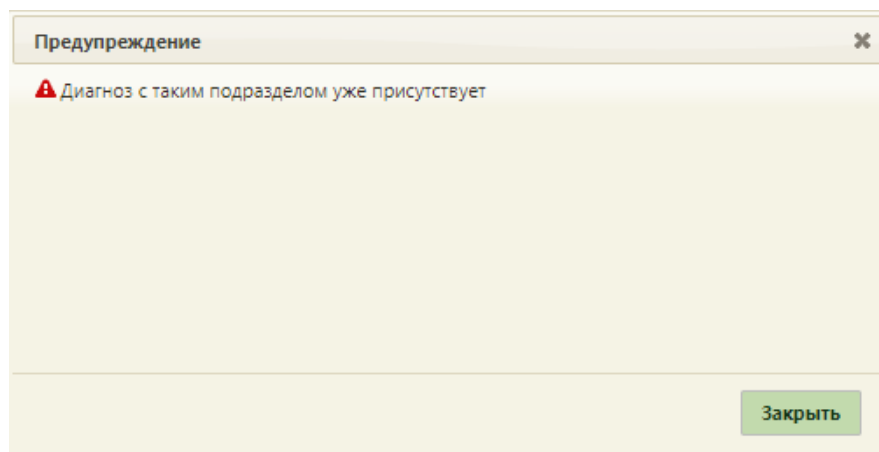 Предупреждение
Диагноз с таким подразделом уже присутствует
Закрыть